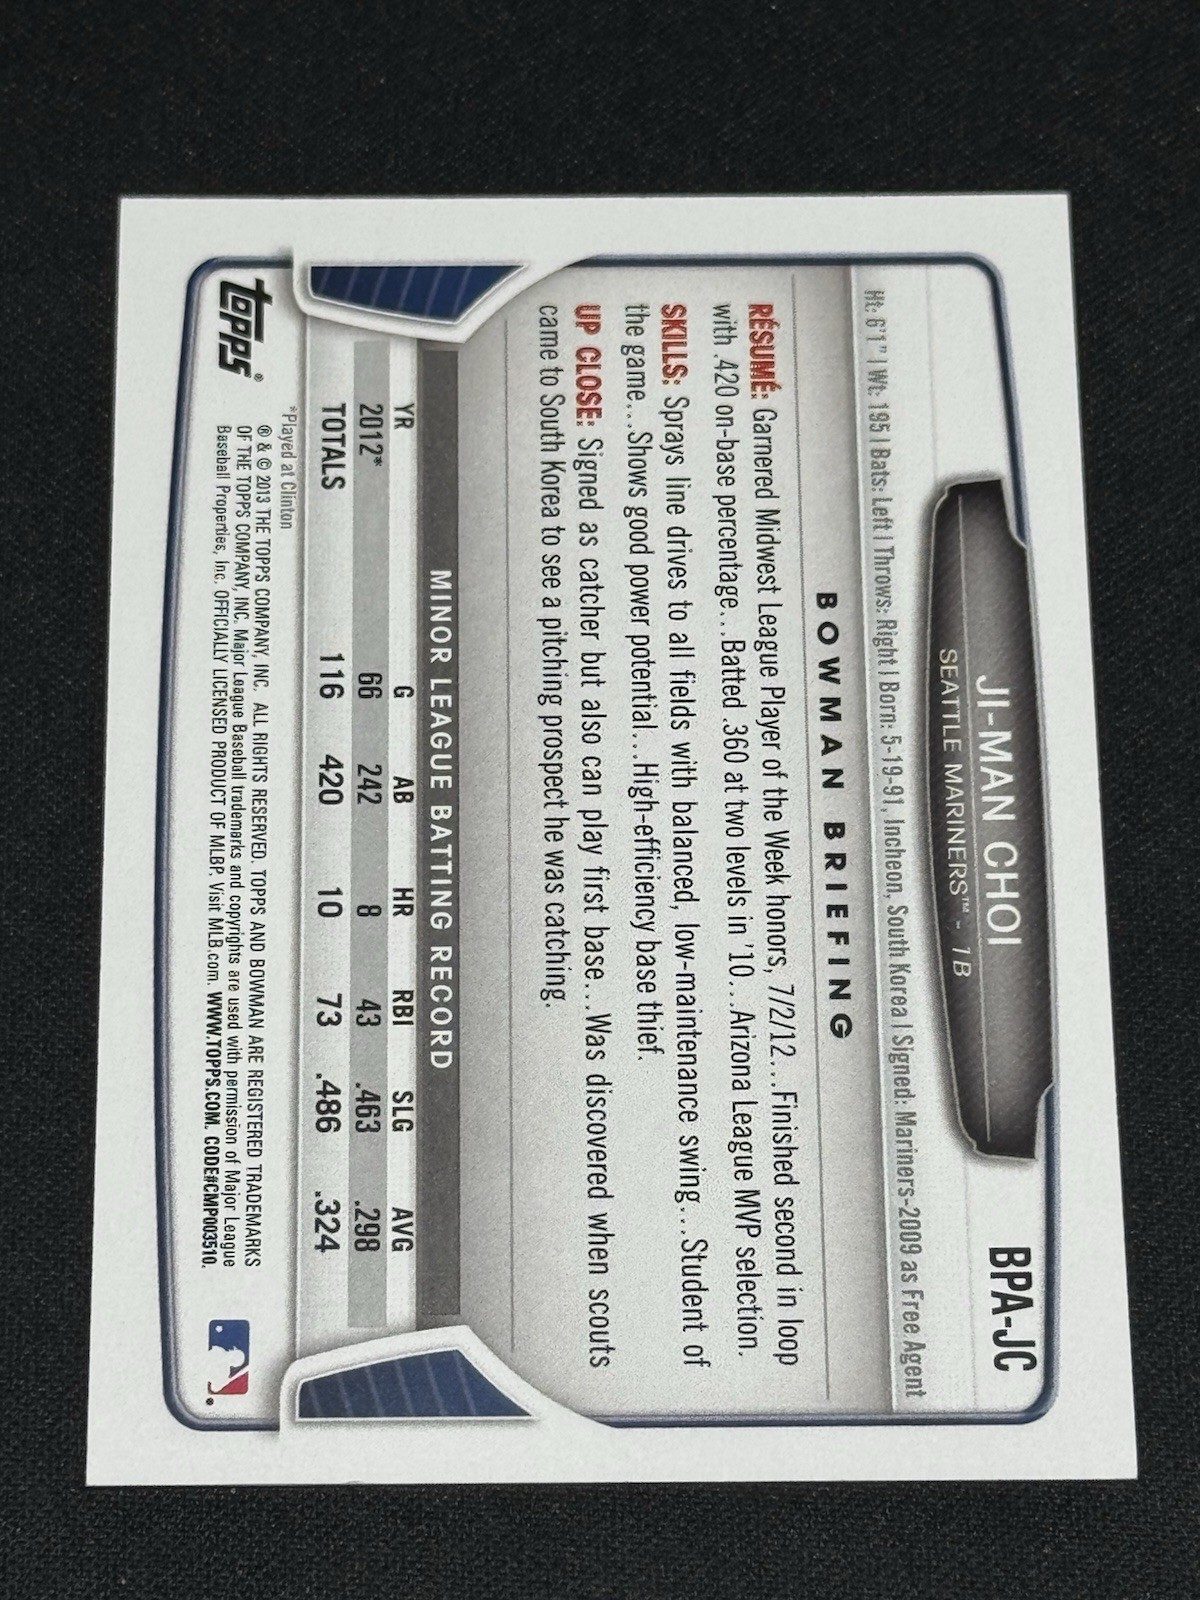 BPA-JC
JI-MAN CHOI
SEATTLE MARINERS™ - 1B
Ht: 6'1" | Wt: 195 | Bats: Left | Throws: Right | Born: 5-19-91, Incheon, South Korea | Signed: Mariners-2009 as Free Agent
BOWMAN BRIEFING
RÉSUMÉ: Garnered Midwest League Player of the Week honors, 7/2/12...Finished second in loop
with .420 on-base percentage...Batted .360 at two levels in '10...Arizona League MVP selection.
SKILLS: Sprays line drives to all fields with balanced, low-maintenance swing...Student of
the game...Shows good power potential...High-efficiency base thief.
UP CLOSE: Signed as catcher but also can play first base...Was discovered when scouts
came to South Korea to see a pitching prospect he was catching.
MINOR LEAGUE BATTING RECORD
YR G AB HR RBI SLG AVG
2012* 66 242 8 43 .463 .298
TOTALS 116 420 10 73 .486 .324
*Played at Clinton
topps®
® & © 2013 THE TOPPS COMPANY, INC. ALL RIGHTS RESERVED. TOPPS AND BOWMAN ARE REGISTERED TRADEMARKS
OF THE TOPPS COMPANY, INC. Major League Baseball trademarks and copyrights are used with permission of Major League
Baseball Properties, Inc. OFFICIALLY LICENSED PRODUCT OF MLBP. Visit MLB.com. WWW.TOPPS.COM. CODE#CMP003510.